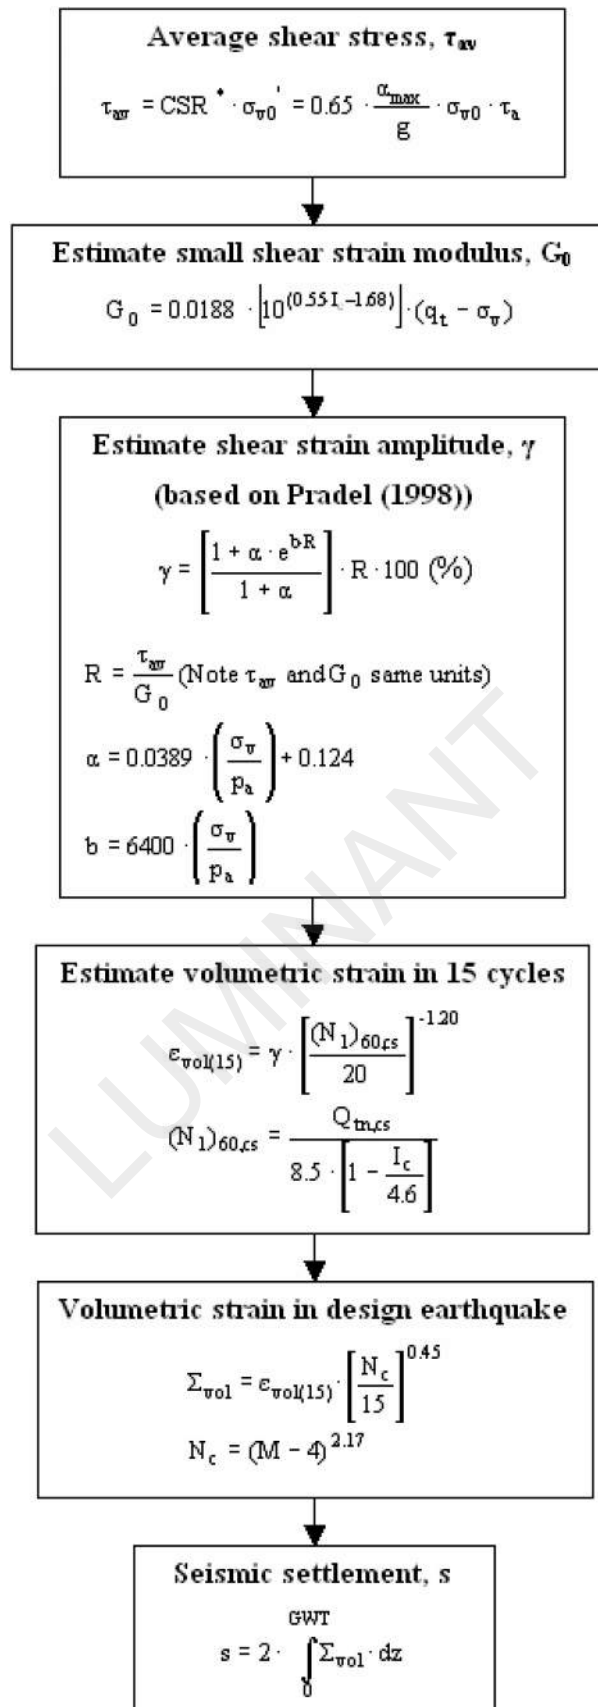 Average shear stress, τav
τav = CSR * · σv0' = 0.65 · αmax / g · σv0 · τa
Estimate small shear strain modulus, G0
G0 = 0.0188 · [10^(0.55 I -1.68)] · (qt − σv)
Estimate shear strain amplitude, γ
(based on Pradel (1998))
γ = [(1 + α · e^bR) / (1 + α)] · R · 100 (%)
R = τav / G0 (Note τav and G0 same units)
α = 0.0389 · (σv / pa) + 0.124
b = 6400 · (σv / pa)
Estimate volumetric strain in 15 cycles
εvol(15) = γ · [(N1)60,cs / 20]^-1.20
(N1)60,cs = Qtn,cs / 8.5 · [1 − Ic / 4.6]
Volumetric strain in design earthquake
Σvol = εvol(15) · [Nc / 15]^0.45
Nc = (M − 4)^2.17
Seismic settlement, s
s = 2 · ∫0^GWT Σvol · dz
LUMINANT